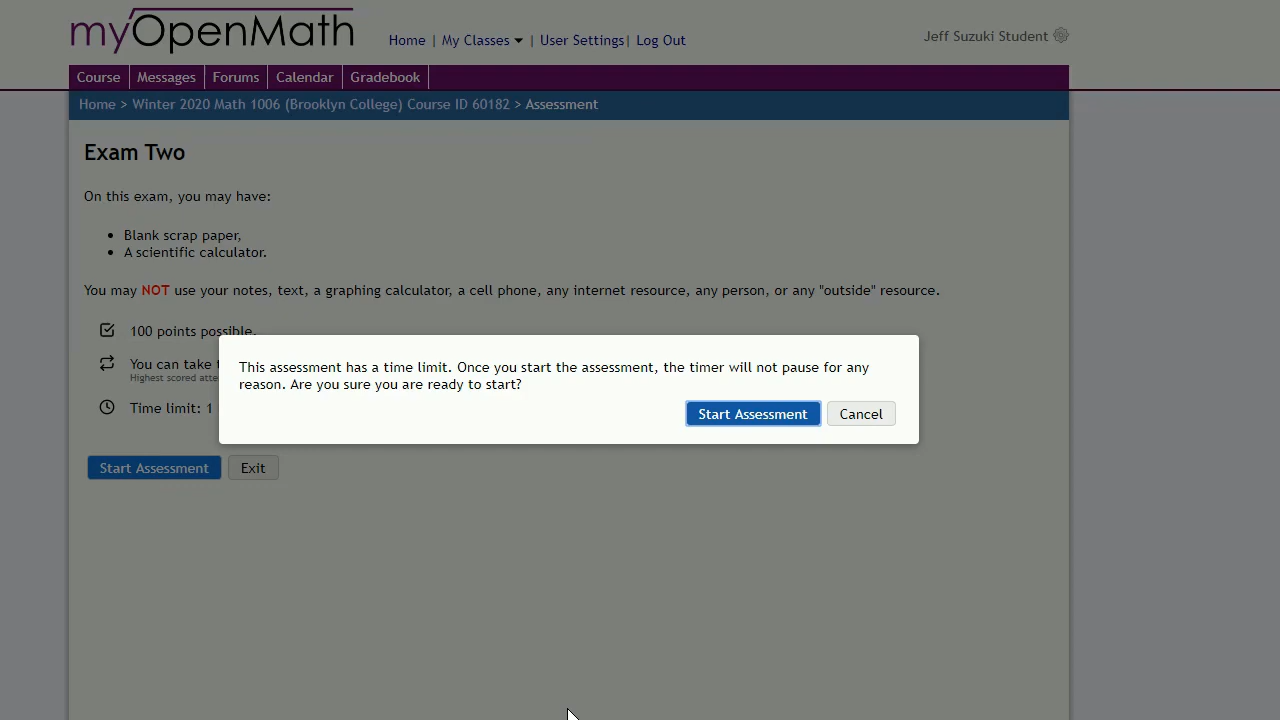 myOpenMath
Home | My Classes | User Settings | Log Out
Jeff Suzuki Student
Course Messages Forums Calendar Gradebook
Home > Winter 2020 Math 1006 (Brooklyn College) Course ID 60182 > Assessment
Exam Two
On this exam, you may have:
Blank scrap paper,
A scientific calculator.
You may NOT use your notes, text, a graphing calculator, a cell phone, any internet resource, any person, or any "outside" resource.
100 points possible.
This assessment has a time limit. Once you start the assessment, the timer will not pause for any
reason. Are you sure you are ready to start?
Start Assessment Cancel
You can take
Highest scored
Time limit: 1
Start Assessment Exit